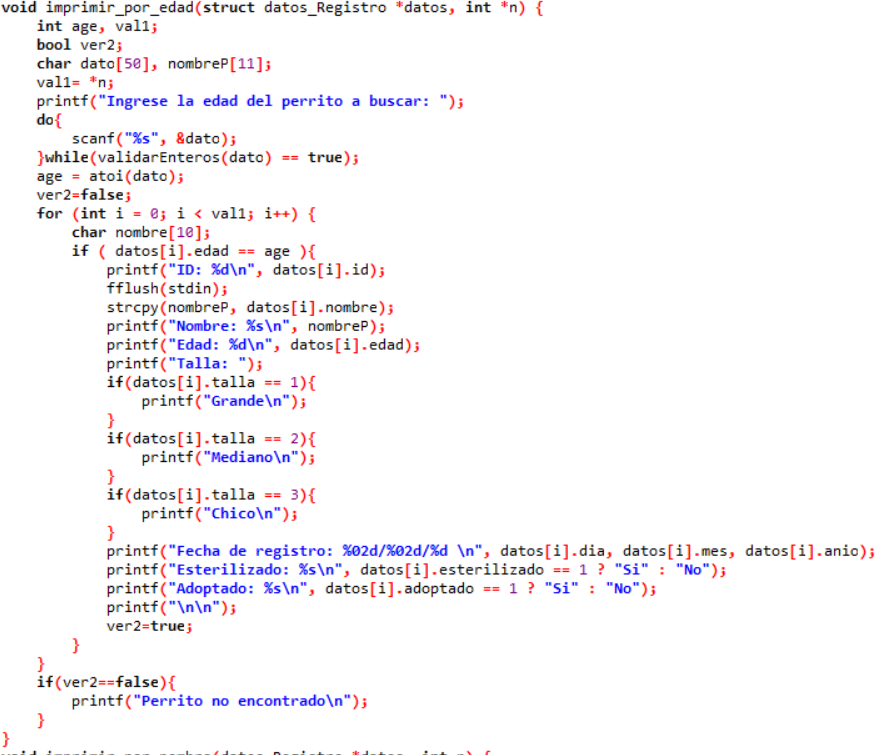 void imprimir_por_edad(struct datos_Registro *datos, int *n) {
    int age, val1;
    bool ver2;
    char dato[50], nombreP[11];
    val1= *n;
    printf("Ingrese la edad del perrito a buscar: ");
    do{
        scanf("%s", &dato);
    }while(validarEnteros(dato) == true);
    age = atoi(dato);
    ver2=false;
    for (int i = 0; i < val1; i++) {
        char nombre[10];
        if ( datos[i].edad == age ){
            printf("ID: %d\n", datos[i].id);
            fflush(stdin);
            strcpy(nombreP, datos[i].nombre);
            printf("Nombre: %s\n", nombreP);
            printf("Edad: %d\n", datos[i].edad);
            printf("Talla: ");
            if(datos[i].talla == 1){
                printf("Grande\n");
            }
            if(datos[i].talla == 2){
                printf("Mediano\n");
            }
            if(datos[i].talla == 3){
                printf("Chico\n");
            }
            printf("Fecha de registro: %02d/%02d/%d \n", datos[i].dia, datos[i].mes, datos[i].anio);
            printf("Esterilizado: %s\n", datos[i].esterilizado == 1 ? "Si" : "No");
            printf("Adoptado: %s\n", datos[i].adoptado == 1 ? "Si" : "No");
            printf("\n\n");
            ver2=true;
        }
    }
    if(ver2==false){
        printf("Perrito no encontrado\n");
    }
}